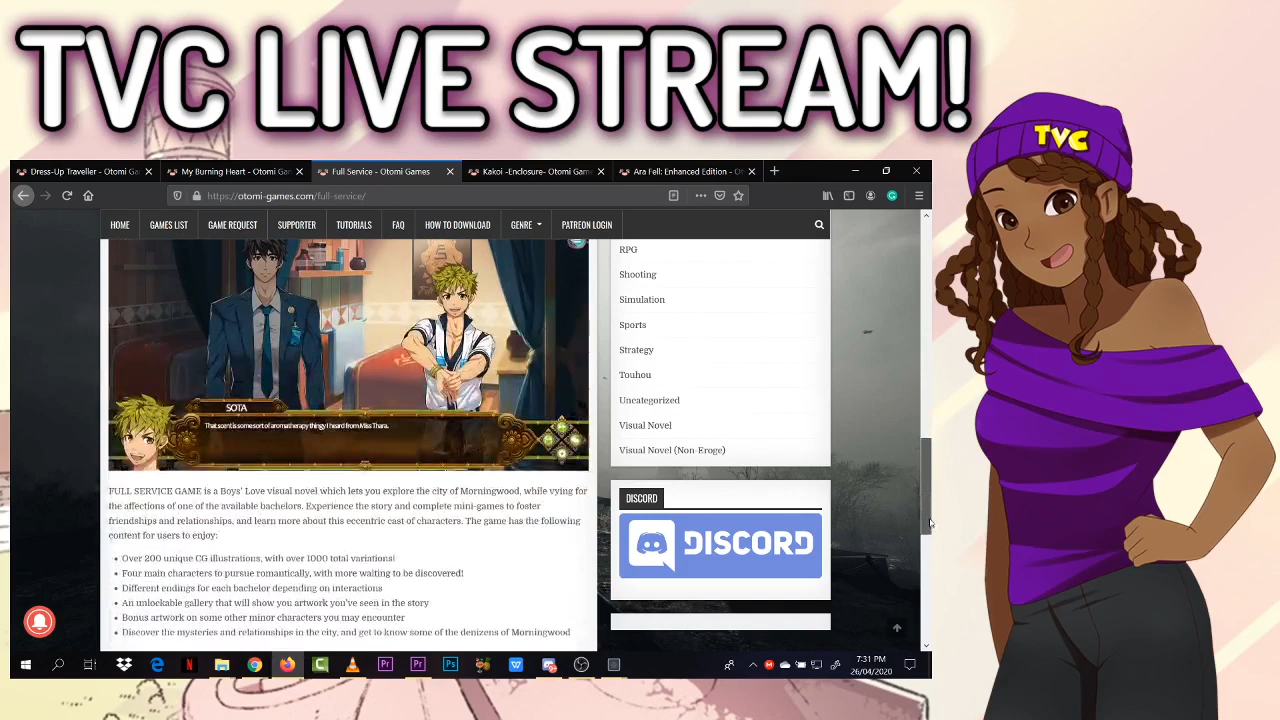 TVC LIVE STREAM!
TVC
Dress-Up Traveller - Otomi Ga
My Burning Heart - Otomi Gan
Full Service - Otomi Games
Kakoi -Enclosure- Otomi Game
Ara Fell: Enhanced Edition - Ot
https://otomi-games.com/full-service/
HOME
GAMES LIST
GAME REQUEST
SUPPORTER
TUTORIALS
FAQ
HOW TO DOWNLOAD
GENRE
PATREON LOGIN
SOTA
That scent is some sort of aromatherapy thingy I heard from Miss Thara.
FULL SERVICE GAME is a Boys' Love visual novel which lets you explore the city of Morningwood, while vying for
the affections of one of the available bachelors. Experience the story and complete mini-games to foster
friendships and relationships, and learn more about this eccentric cast of characters. The game has the following
content for users to enjoy:
Over 200 unique CG illustrations, with over 1000 total variations!
Four main characters to pursue romantically, with more waiting to be discovered!
Different endings for each bachelor depending on interactions
An unlockable gallery that will show you artwork you've seen in the story
Bonus artwork on some other minor characters you may encounter
Discover the mysteries and relationships in the city, and get to know some of the denizens of Morningwood
RPG
Shooting
Simulation
Sports
Strategy
Touhou
Uncategorized
Visual Novel
Visual Novel (Non-Eroge)
DISCORD
DISCORD
7:31 PM
26/04/2020